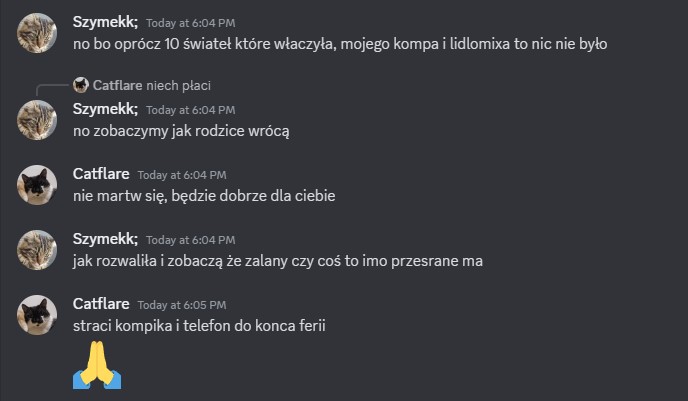 Szymekk; Today at 6:04 PM
no bo oprócz 10 świateł które właczyła, mojego kompa i lidlomixa to nic nie było
Catflare niech płaci
Szymekk; Today at 6:04 PM
no zobaczymy jak rodzice wrócą
Catflare Today at 6:04 PM
nie martw się, będzie dobrze dla ciebie
Szymekk; Today at 6:04 PM
jak rozwaliła i zobaczą że zalany czy coś to imo przesrane ma
Catflare Today at 6:05 PM
straci kompika i telefon do konca ferii